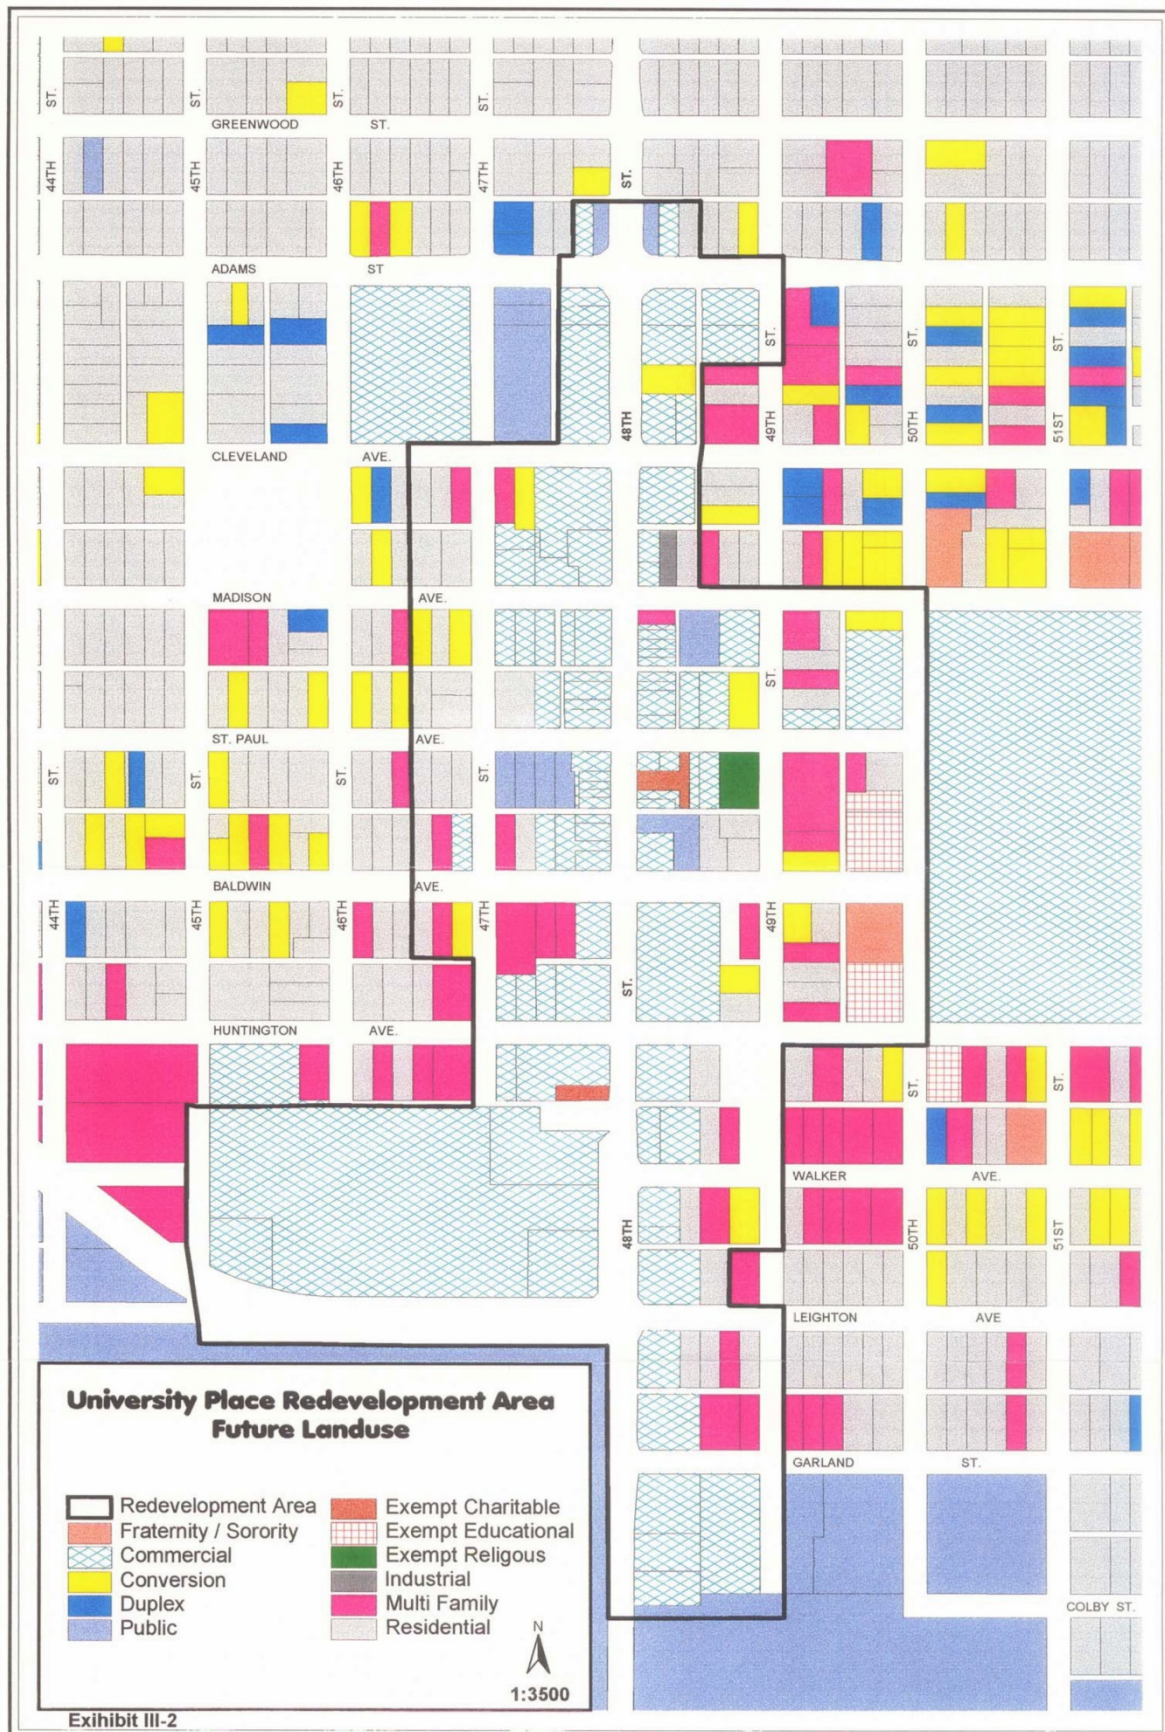 ST.
ST.
ST.
ST.
ST.
GREENWOOD ST.
44TH
45TH
46TH
47TH
ST.
ADAMS ST
ST.
ST.
ST.
48TH
49TH
50TH
51ST
CLEVELAND AVE.
MADISON AVE.
ST.
ST. PAUL AVE.
ST.
ST.
ST.
ST.
BALDWIN AVE.
44TH
45TH
46TH
47TH
49TH
ST.
HUNTINGTON AVE.
ST.
ST.
WALKER AVE.
48TH
50TH
51ST
LEIGHTON AVE
University Place Redevelopment Area
Future Landuse
GARLAND ST.
Redevelopment Area
Fraternity / Sorority
Commercial
Conversion
Duplex
Public
Exempt Charitable
Exempt Educational
Exempt Religous
Industrial
Multi Family
Residential
N
1:3500
COLBY ST.
Exihibit III-2